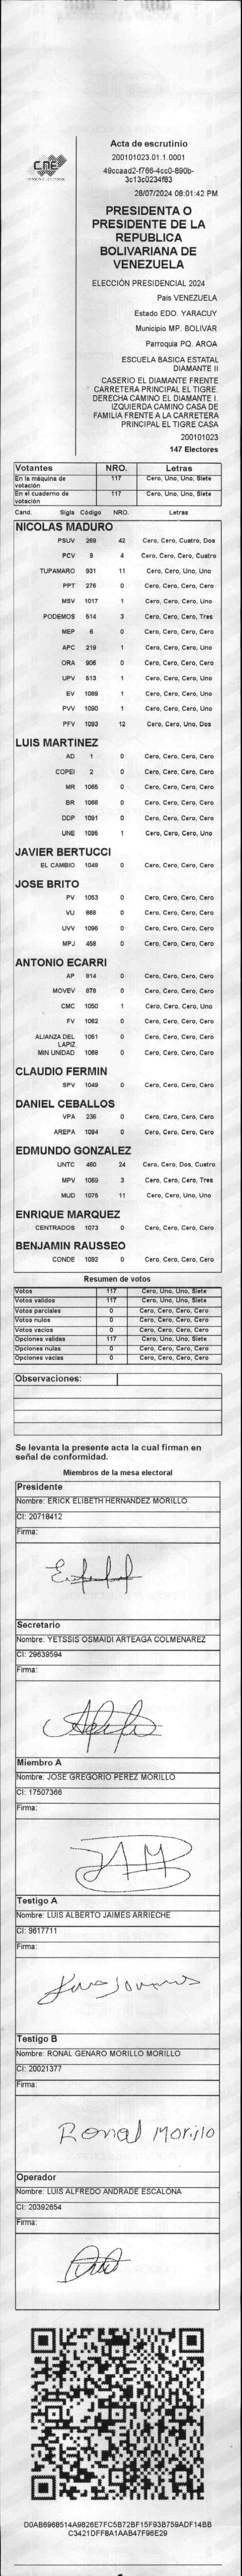 CNE
Acta de escrutinio
200101023.01.1.0001
49ccaad2-f766-4cc0-890b-
3c13c0234f83
28/07/2024 08:01:42 PM
PRESIDENTA O
PRESIDENTE DE LA
REPUBLICA
BOLIVARIANA DE
VENEZUELA
ELECCIÓN PRESIDENCIAL 2024
Pais VENEZUELA
Estado EDO. YARACUY
Municipio MP. BOLIVAR
Parroquia PQ. AROA
ESCUELA BASICA ESTATAL
DIAMANTE II
CASERIO EL DIAMANTE FRENTE
CARRETERA PRINCIPAL EL TIGRE.
DERECHA CAMINO EL DIAMANTE I.
IZQUIERDA CAMINO CASA DE
FAMILIA FRENTE A LA CARRETERA
PRINCIPAL EL TIGRE CASA
200101023
147 Electores
Votantes NRO. Letras
En la máquina de votación 117 Cero, Uno, Uno, Siete
En el cuaderno de votación 117 Cero, Uno, Uno, Siete
Cand. Sigla Código NRO. Letras
NICOLAS MADURO
PSUV 269 42 Cero, Cero, Cuatro, Dos
PCV 9 4 Cero, Cero, Cero, Cuatro
TUPAMARO 931 11 Cero, Cero, Uno, Uno
PPT 276 0 Cero, Cero, Cero, Cero
MSV 1017 1 Cero, Cero, Cero, Uno
PODEMOS 514 3 Cero, Cero, Cero, Tres
MEP 6 0 Cero, Cero, Cero, Cero
APC 219 1 Cero, Cero, Cero, Uno
ORA 906 0 Cero, Cero, Cero, Cero
UPV 513 1 Cero, Cero, Cero, Uno
EV 1089 1 Cero, Cero, Cero, Uno
PVV 1090 1 Cero, Cero, Cero, Uno
PFV 1093 12 Cero, Cero, Uno, Dos
LUIS MARTINEZ
AD 1 0 Cero, Cero, Cero, Cero
COPEI 2 0 Cero, Cero, Cero, Cero
MR 1065 0 Cero, Cero, Cero, Cero
BR 1066 0 Cero, Cero, Cero, Cero
DDP 1091 0 Cero, Cero, Cero, Cero
UNE 1095 1 Cero, Cero, Cero, Uno
JAVIER BERTUCCI
EL CAMBIO 1048 0 Cero, Cero, Cero, Cero
JOSE BRITO
PV 1053 0 Cero, Cero, Cero, Cero
VU 868 0 Cero, Cero, Cero, Cero
UVV 1096 0 Cero, Cero, Cero, Cero
MPJ 458 0 Cero, Cero, Cero, Cero
ANTONIO ECARRI
AP 814 0 Cero, Cero, Cero, Cero
MOVEV 878 0 Cero, Cero, Cero, Cero
CMC 1050 1 Cero, Cero, Cero, Uno
FV 1062 0 Cero, Cero, Cero, Cero
ALIANZA DEL LAPIZ 1051 0 Cero, Cero, Cero, Cero
MIN UNIDAD 1068 0 Cero, Cero, Cero, Cero
CLAUDIO FERMIN
SPV 1049 0 Cero, Cero, Cero, Cero
DANIEL CEBALLOS
VPA 236 0 Cero, Cero, Cero, Cero
AREPA 1094 0 Cero, Cero, Cero, Cero
EDMUNDO GONZALEZ
UNTC 460 24 Cero, Cero, Dos, Cuatro
MPV 1069 3 Cero, Cero, Cero, Tres
MUD 1075 11 Cero, Cero, Uno, Uno
ENRIQUE MARQUEZ
CENTRADOS 1073 0 Cero, Cero, Cero, Cero
BENJAMIN RAUSSEO
CONDE 1082 0 Cero, Cero, Cero, Cero
Resumen de votos
Votos 117 Cero, Uno, Uno, Siete
Votos validos 117 Cero, Uno, Uno, Siete
Votos parciales 0 Cero, Cero, Cero, Cero
Votos nulos 0 Cero, Cero, Cero, Cero
Votos vacios 0 Cero, Cero, Cero, Cero
Opciones validas 117 Cero, Uno, Uno, Siete
Opciones nulas 0 Cero, Cero, Cero, Cero
Opciones vacias 0 Cero, Cero, Cero, Cero
Observaciones:
Se levanta la presente acta la cual firman en
señal de conformidad.
Miembros de la mesa electoral
Presidente
Nombre: ERICK ELIBETH HERNANDEZ MORILLO
CI: 20718412
Firma:
Secretario
Nombre: YETSSIS OSMAIDI ARTEAGA COLMENAREZ
CI: 29639594
Firma:
Miembro A
Nombre: JOSE GREGORIO PEREZ MORILLO
CI: 17507366
Firma:
Testigo A
Nombre: LUIS ALBERTO JAIMES ARRIECHE
CI: 9617711
Firma:
Testigo B
Nombre: RONAL GENARO MORILLO MORILLO
CI: 20021377
Firma:
Ronal Morillo
Operador
Nombre: LUIS ALFREDO ANDRADE ESCALONA
CI: 20392654
Firma:
D0AB6968514A9826E7FC5B72BF15F93B759ADF14BB
C3421DFF8A1AAB47F96E29